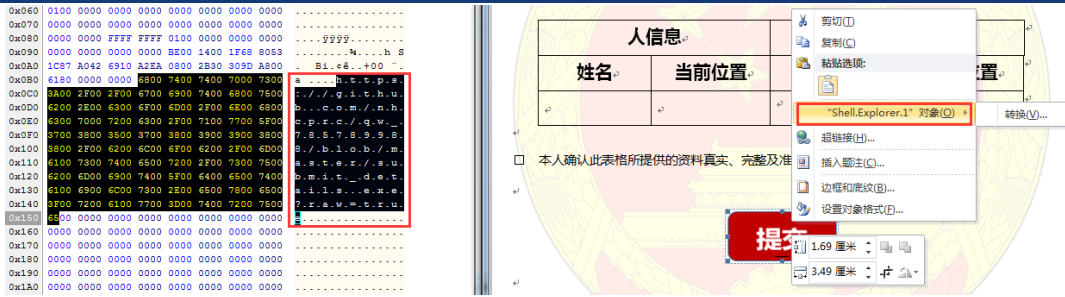 0x060 0100 0000 0000 0000 0000 0000 0000 0000 ................
0x070 0000 0000 0000 0000 0000 0000 0000 0000 ................
0x080 0000 0000 FFFF FFFF 0100 0000 0000 0000 ....ÿÿÿÿ........
0x090 0000 0000 0000 0000 BE00 1400 1F68 8053 ........¾....h S
0x0A0 1C87 A042 6910 A2EA 0800 2B30 309D A800 . Bi.¢ê..+00 ¨.
0x0B0 6180 0000 0000 6800 7400 7400 7000 7300 a ....h.t.t.p.s.
0x0C0 3A00 2F00 2F00 6700 6900 7400 6800 7500 :././.g.i.t.h.u.
0x0D0 6200 2E00 6300 6F00 6D00 2F00 6E00 6800 b...c.o.m./.n.h.
0x0E0 6300 7000 7200 6300 2F00 7100 7700 5F00 c.p.r.c./.q.w._.
0x0F0 3700 3800 3500 3700 3800 3900 3900 3800 7.8.5.7.8.9.9.8.
0x100 3800 2F00 6200 6C00 6F00 6200 2F00 6D00 8./.b.l.o.b./.m.
0x110 6100 7300 7400 6500 7200 2F00 7300 7500 a.s.t.e.r./.s.u.
0x120 6200 6D00 6900 7400 5F00 6400 6500 7400 b.m.i.t._.d.e.t.
0x130 6100 6900 6C00 7300 2E00 6500 7800 6500 a.i.l.s...e.x.e.
0x140 3F00 7200 6100 7700 3D00 7400 7200 7500 ?.r.a.w.=.t.r.u.
0x150 6500 0000 0000 0000 0000 0000 0000 0000 e...............
0x160 0000 0000 0000 0000 0000 0000 0000 0000 ................
0x170 0000 0000 0000 0000 0000 0000 0000 0000 ................
0x180 0000 0000 0000 0000 0000 0000 0000 0000 ................
0x190 0000 0000 0000 0000 0000 0000 0000 0000 ................
0x1A0 0000 0000 0000 0000 0000 0000 0000 0000 ................
人信息
姓名 当前位置 置
本人确认此表格所提供的资料真实、完整及准
提交
剪切(T)
复制(C)
粘贴选项:
"Shell.Explorer.1" 对象(O)
转换(V)...
超链接(H)...
插入题注(C)...
边框和底纹(B)...
设置对象格式(F)...
1.69 厘米
3.49 厘米